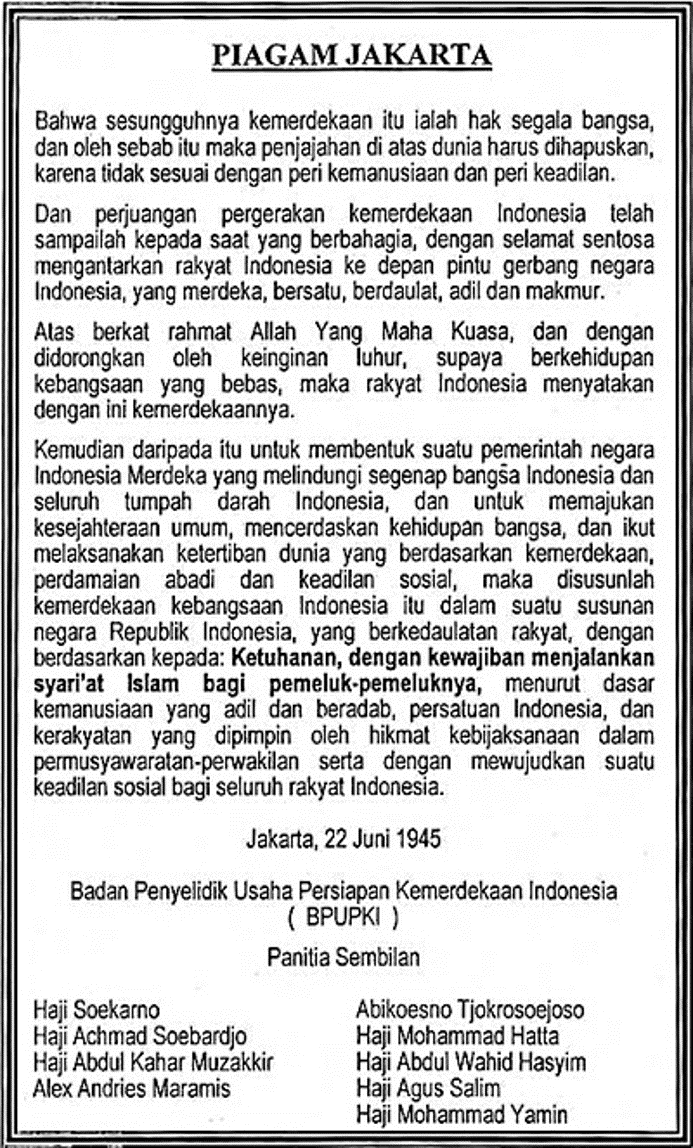 PIAGAM JAKARTA
Bahwa sesungguhnya kemerdekaan itu ialah hak segala bangsa,
dan oleh sebab itu maka penjajahan di atas dunia harus dihapuskan,
karena tidak sesuai dengan peri kemanusiaan dan peri keadilan.
Dan perjuangan pergerakan kemerdekaan Indonesia telah
sampailah kepada saat yang berbahagia, dengan selamat sentosa
mengantarkan rakyat Indonesia ke depan pintu gerbang negara
Indonesia, yang merdeka, bersatu, berdaulat, adil dan makmur.
Atas berkat rahmat Allah Yang Maha Kuasa, dan dengan
didorongkan oleh keinginan luhur, supaya berkehidupan
kebangsaan yang bebas, maka rakyat Indonesia menyatakan
dengan ini kemerdekaannya.
Kemudian daripada itu untuk membentuk suatu pemerintah negara
Indonesia Merdeka yang melindungi segenap bangsa Indonesia dan
seluruh tumpah darah Indonesia, dan untuk memajukan
kesejahteraan umum, mencerdaskan kehidupan bangsa, dan ikut
melaksanakan ketertiban dunia yang berdasarkan kemerdekaan,
perdamaian abadi dan keadilan sosial, maka disusunlah
kemerdekaan kebangsaan Indonesia itu dalam suatu susunan
negara Republik Indonesia, yang berkedaulatan rakyat, dengan
berdasarkan kepada: Ketuhanan, dengan kewajiban menjalankan
syari'at Islam bagi pemeluk-pemeluknya, menurut dasar
kemanusiaan yang adil dan beradab, persatuan Indonesia, dan
kerakyatan yang dipimpin oleh hikmat kebijaksanaan dalam
permusyawaratan-perwakilan serta dengan mewujudkan suatu
keadilan sosial bagi seluruh rakyat Indonesia.
Jakarta, 22 Juni 1945
Badan Penyelidik Usaha Persiapan Kemerdekaan Indonesia
( BPUPKI )
Panitia Sembilan
Haji Soekarno
Haji Achmad Soebardjo
Haji Abdul Kahar Muzakkir
Alex Andries Maramis
Abikoesno Tjokrosoejoso
Haji Mohammad Hatta
Haji Abdul Wahid Hasyim
Haji Agus Salim
Haji Mohammad Yamin